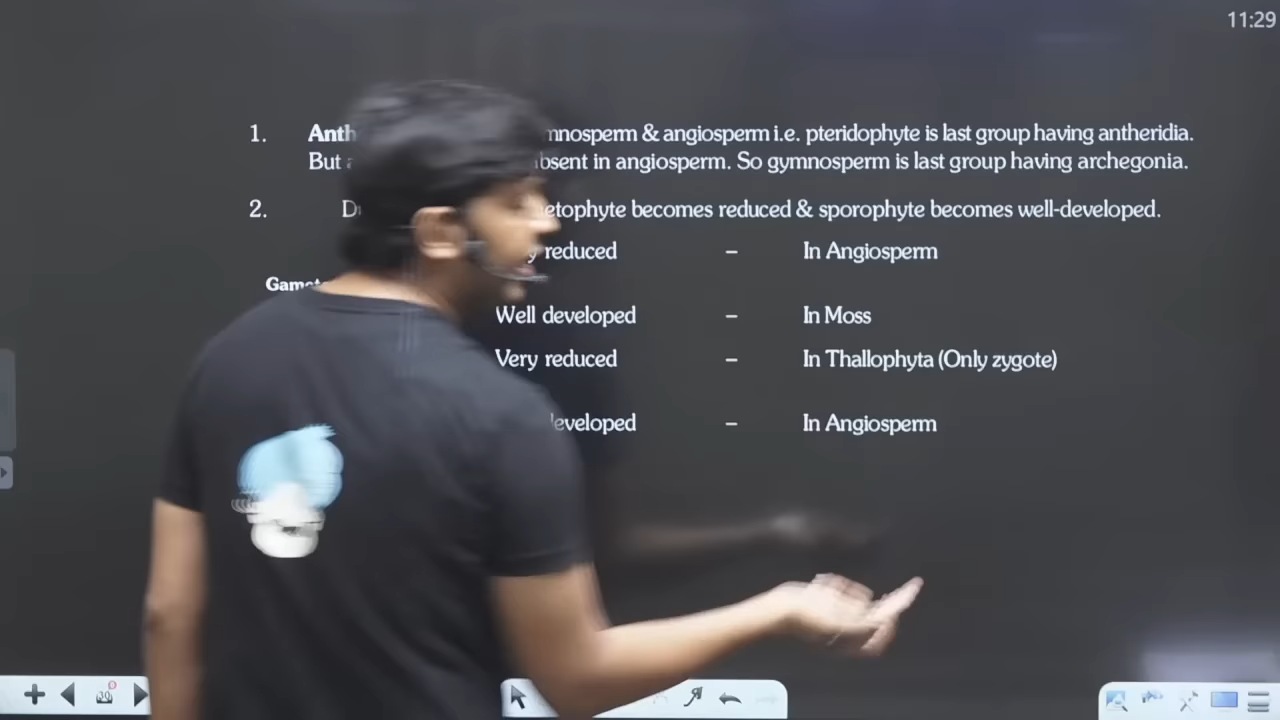 11:29
1. Anth mnosperm & angiosperm i.e. pteridophyte is last group having antheridia.
But absent in angiosperm. So gymnosperm is last group having archegonia.
2. etophyte becomes reduced & sporophyte becomes well-developed.
reduced – In Angiosperm
Well developed – In Moss
Very reduced – In Thallophyta (Only zygote)
eveloped – In Angiosperm